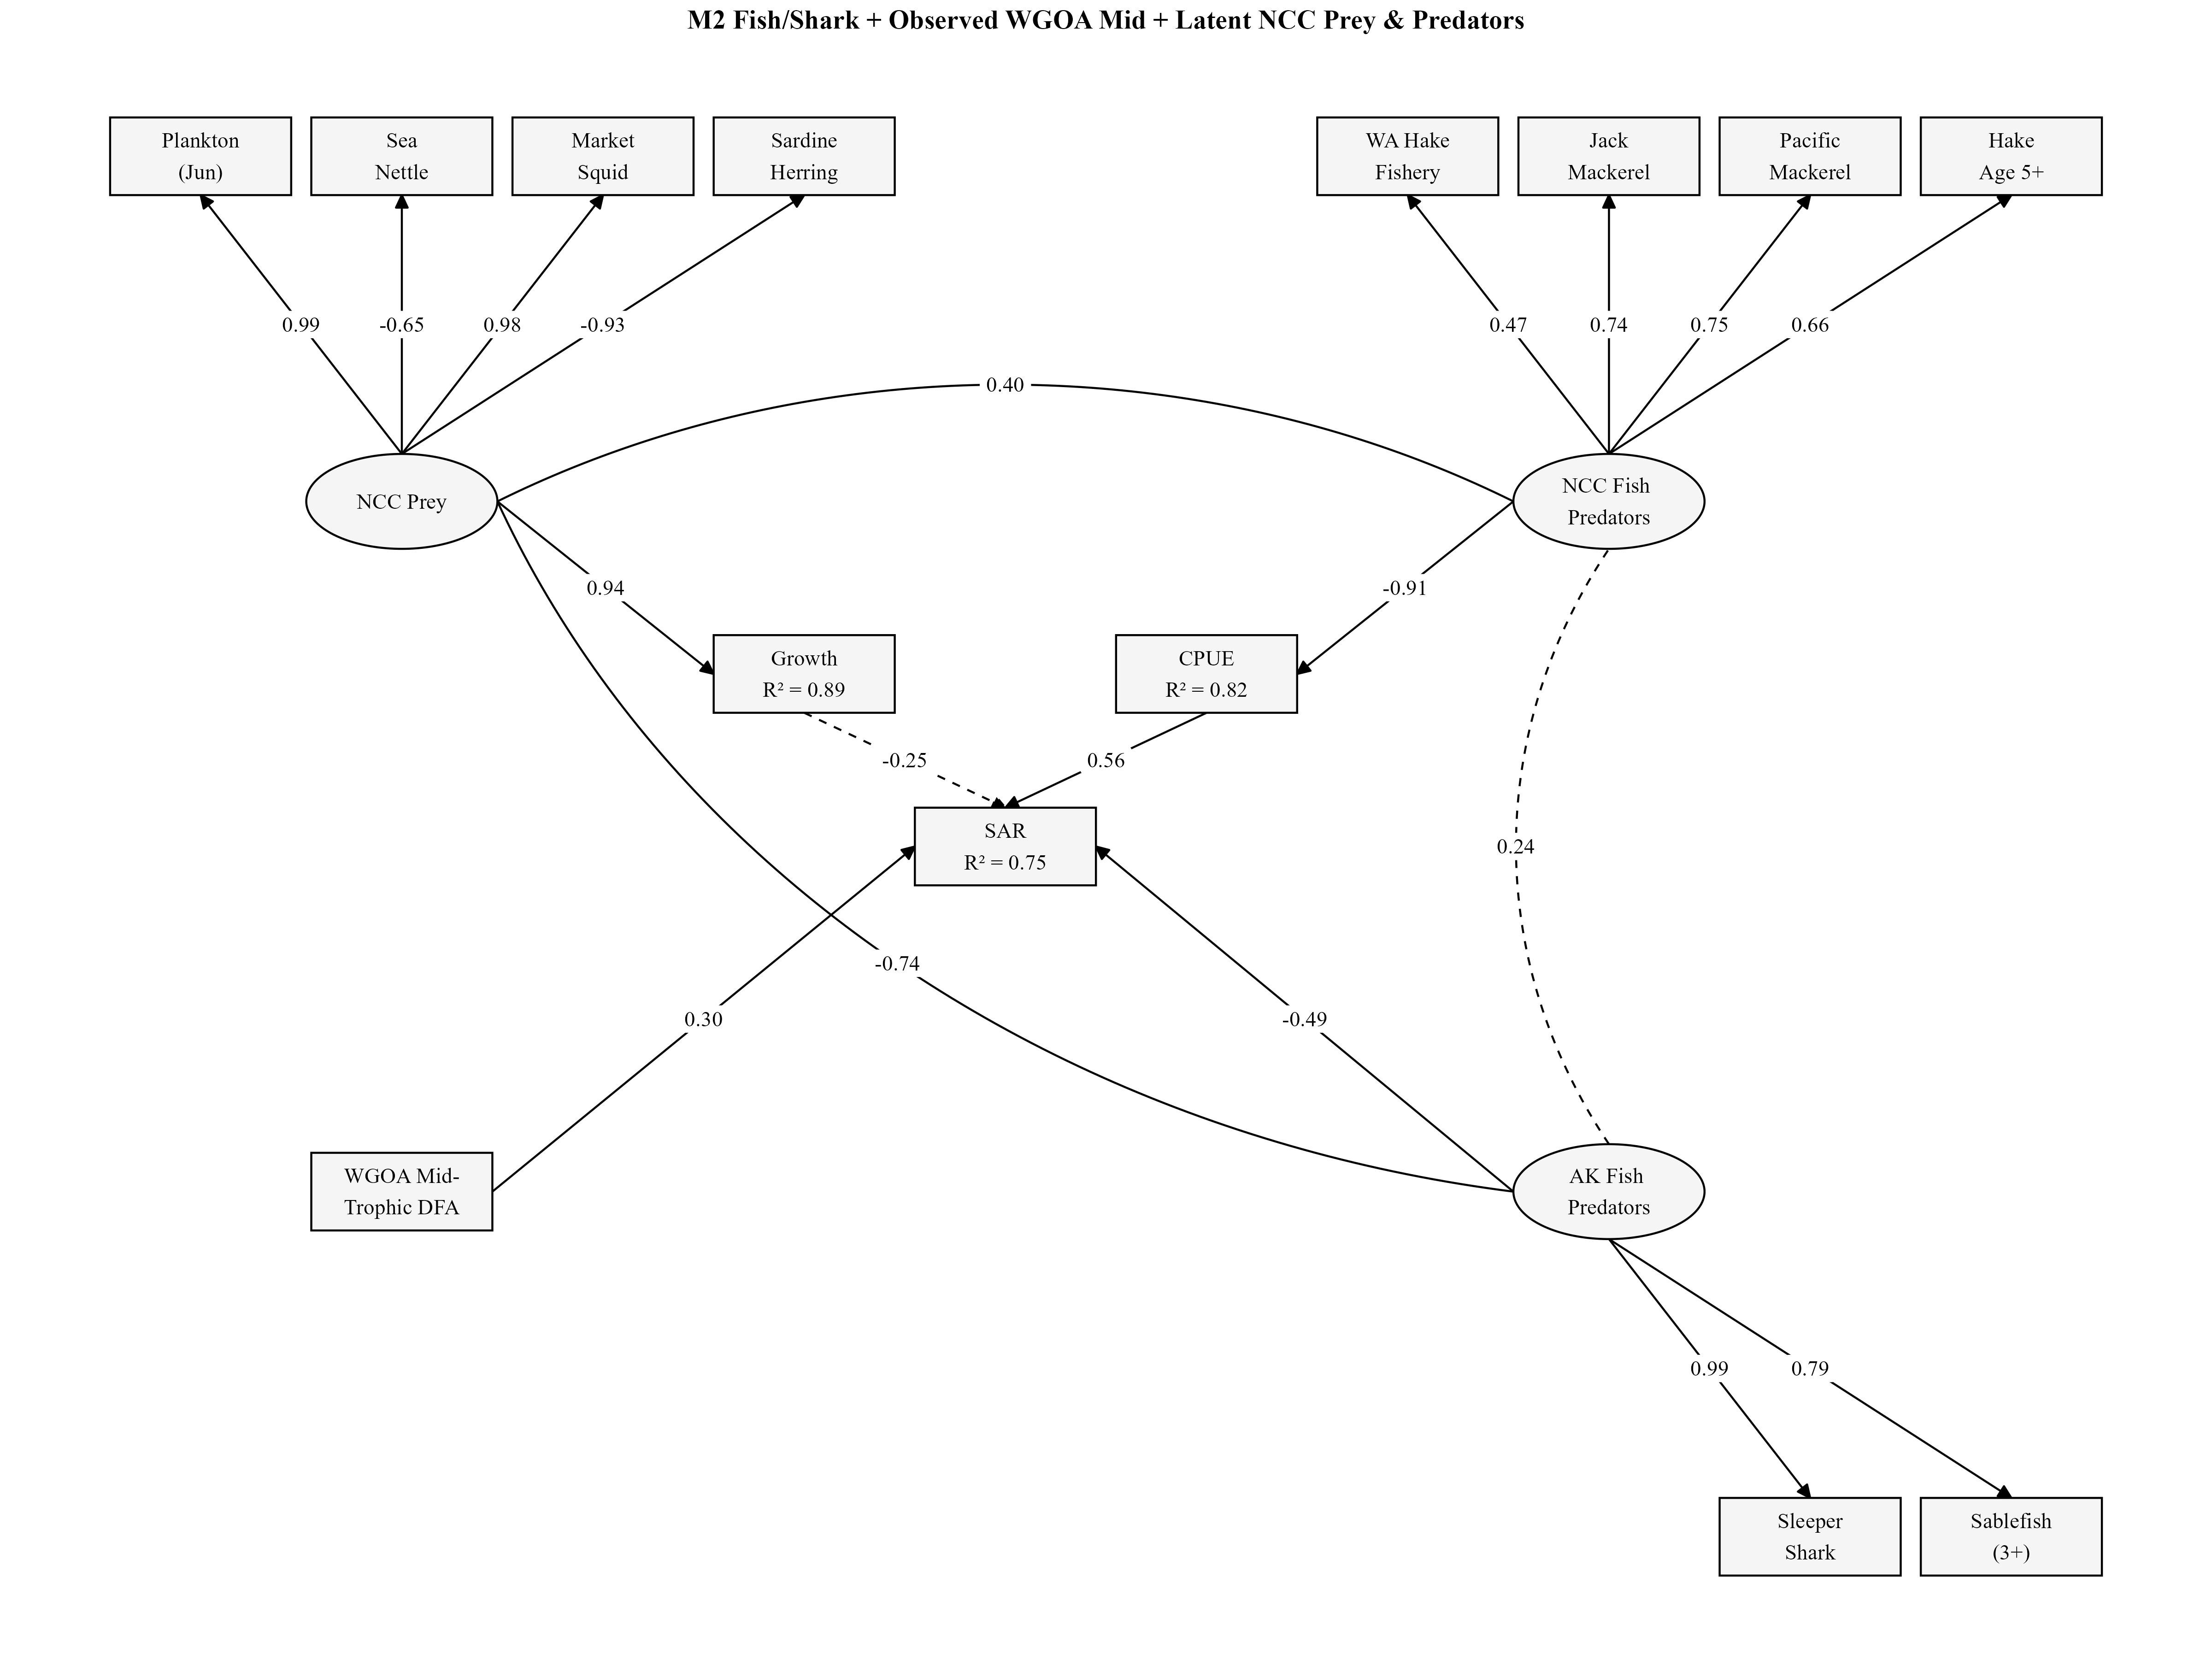 M2 Fish/Shark + Observed WGOA Mid + Latent NCC Prey & Predators
Plankton
(Jun)
Sea
Nettle
Market
Squid
Sardine
Herring
WA Hake
Fishery
Jack
Mackerel
Pacific
Mackerel
Hake
Age 5+
0.99
-0.65
0.98
-0.93
0.47
0.74
0.75
0.66
0.40
NCC Prey
NCC Fish
Predators
0.94
-0.91
Growth
R² = 0.89
CPUE
R² = 0.82
-0.25
0.56
SAR
R² = 0.75
0.24
-0.74
0.30
-0.49
WGOA Mid-
Trophic DFA
AK Fish
Predators
0.99
0.79
Sleeper
Shark
Sablefish
(3+)